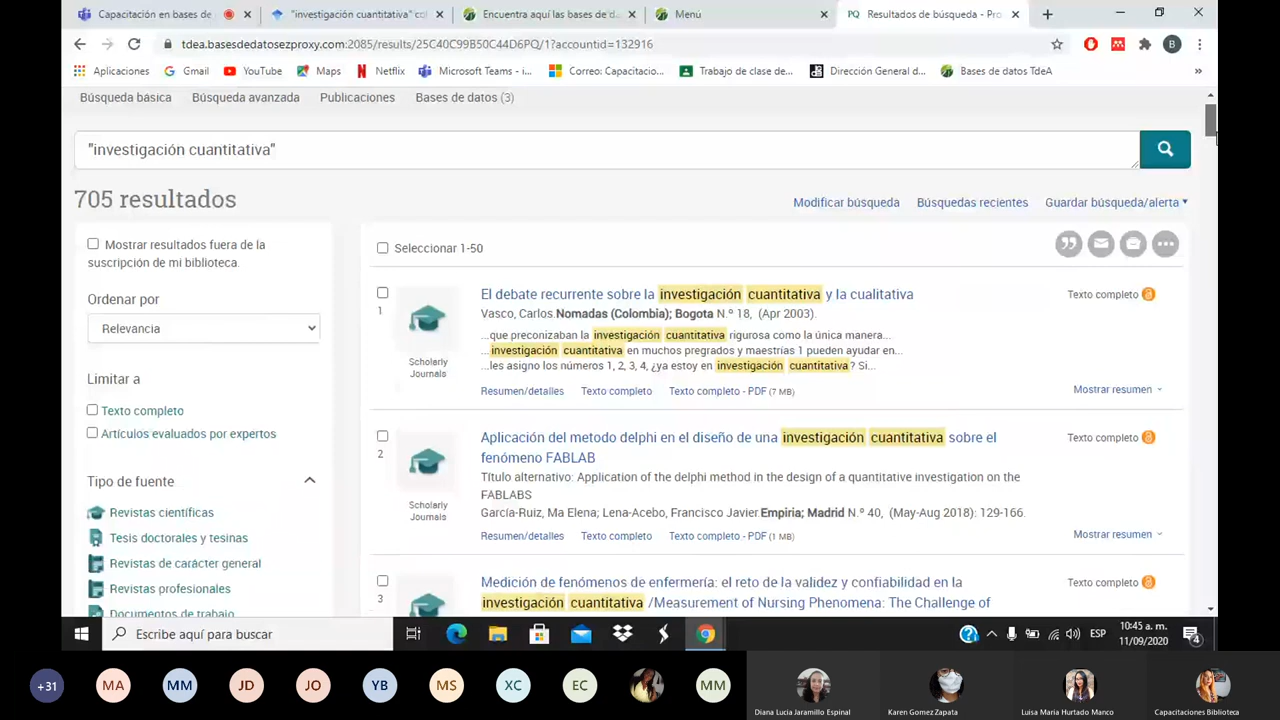 Capacitación en bases de
"investigación cuantitativa" col
Encuentra aquí las bases de da
Menú
PQ Resultados de búsqueda - Pro
tdea.basesdedatosezproxy.com:2085/results/25C40C99B50C44D6PQ/1?accountid=132916
B
Aplicaciones
Gmail
YouTube
Maps
Netflix
Microsoft Teams - i...
Correo: Capacitacio...
Trabajo de clase de...
Dirección General d...
Bases de datos TdeA
»
Búsqueda básica
Búsqueda avanzada
Publicaciones
Bases de datos (3)
"investigación cuantitativa"
705 resultados
Modificar búsqueda
Búsquedas recientes
Guardar búsqueda/alerta
Mostrar resultados fuera de la
suscripción de mi biblioteca.
Ordenar por
Relevancia
Limitar a
Texto completo
Artículos evaluados por expertos
Tipo de fuente
Revistas científicas
Tesis doctorales y tesinas
Revistas de carácter general
Revistas profesionales
Documentos de trabajo
Seleccionar 1-50
1
Scholarly
Journals
El debate recurrente sobre la investigación cuantitativa y la cualitativa
Texto completo
Vasco, Carlos.Nomadas (Colombia); Bogota N.º 18, (Apr 2003).
...que preconizaban la investigación cuantitativa rigurosa como la única manera...
...investigación cuantitativa en muchos pregrados y maestrías 1 pueden ayudar en...
...les asigno los números 1, 2, 3, 4, ¿ya estoy en investigación cuantitativa? Si...
Resumen/detalles
Texto completo
Texto completo - PDF (7 MB)
Mostrar resumen
2
Scholarly
Journals
Aplicación del metodo delphi en el diseño de una investigación cuantitativa sobre el
fenómeno FABLAB
Texto completo
Título alternativo: Application of the delphi method in the design of a quantitative investigation on the
FABLABS
García-Ruiz, Ma Elena; Lena-Acebo, Francisco Javier.Empiria; Madrid N.º 40, (May-Aug 2018): 129-166.
Resumen/detalles
Texto completo
Texto completo - PDF (1 MB)
Mostrar resumen
3
Medición de fenómenos de enfermería: el reto de la validez y confiabilidad en la
investigación cuantitativa /Measurement of Nursing Phenomena: The Challenge of
Texto completo
Escribe aquí para buscar
ESP
10:45 a. m.
11/09/2020
4
+31
MA
MM
JD
JO
YB
MS
XC
EC
MM
Diana Lucia Jaramillo Espinal
Karen Gomez Zapata
Luisa Maria Hurtado Manco
Capacitaciones Biblioteca